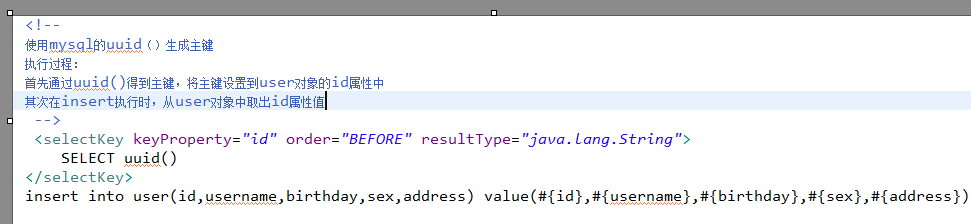 <!--
使用mysql的uuid（）生成主键
执行过程:
首先通过uuid()得到主键，将主键设置到user对象的id属性中
其次在insert执行时，从user对象中取出id属性值
-->
<selectKey keyProperty="id" order="BEFORE" resultType="java.lang.String">
SELECT uuid()
</selectKey>
insert into user(id,username,birthday,sex,address) value(#{id},#{username},#{birthday},#{sex},#{address})